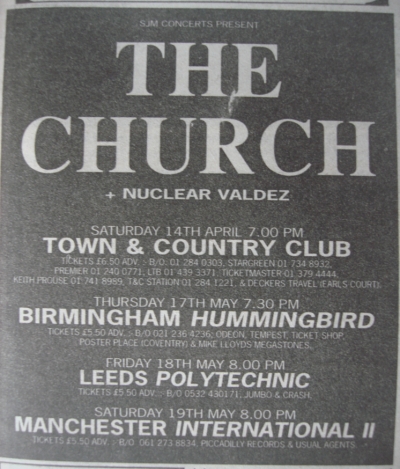 SJM CONCERTS PRESENT
THE
CHURCH
+ NUCLEAR VALDEZ
SATURDAY 14TH APRIL 7.00 PM
TOWN & COUNTRY CLUB
TICKETS £6.50 ADV. :- B/O. 01 284 0303, STARGREEN 01 734 8932,
PREMIER 01 240 0771, LTB 01 439 3371, TICKETMASTER 01 379 4444,
KEITH PROUSE 01 741 8989, T&C STATION 01 284 1221, & DECKERS TRAVEL (EARLS COURT).
THURSDAY 17TH MAY 7.30 PM
BIRMINGHAM HUMMINGBIRD
TICKETS £5.50 ADV. :- B/O 021 236 4236, ODEON, TEMPEST, TICKET SHOP,
POSTER PLACE (COVENTRY) & MIKE LLOYDS MEGASTONES.
FRIDAY 18TH MAY 8.00 PM
LEEDS POLYTECHNIC
TICKETS £5.50 ADV :- B/O 0532 430171, JUMBO & CRASH.
SATURDAY 19TH MAY 8.00 PM
MANCHESTER INTERNATIONAL II
TICKETS £5.50 ADV. :- B/O 061 273 8834, PICCADILLY RECORDS & USUAL AGENTS